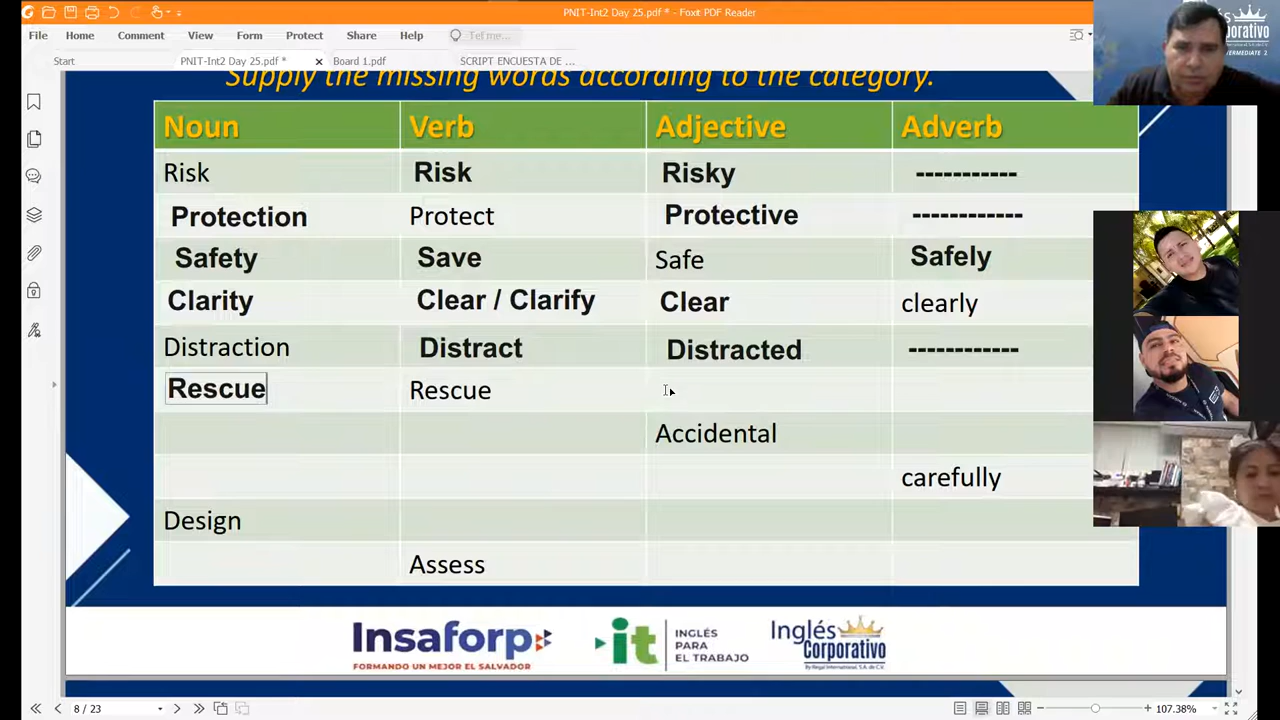 PNIT-Int2 Day 25.pdf * - Foxit PDF Reader
File Home Comment View Form Protect Share Help Tell me...
Start PNIT-Int2 Day 25.pdf * Board 1.pdf SCRIPT ENCUESTA DE ...
Supply the missing words according to the category.
Noun Verb Adjective Adverb
Risk Risk Risky -----------
Protection Protect Protective ------------
Safety Save Safe Safely
Clarity Clear / Clarify Clear clearly
Distraction Distract Distracted ------------
Rescue Rescue
Accidental
carefully
Design
Assess
Insaforp
FORMANDO UN MEJOR EL SALVADOR
it
INGLÉS
PARA
EL TRABAJO
Inglés
Corporativo
8 / 23
107.38%